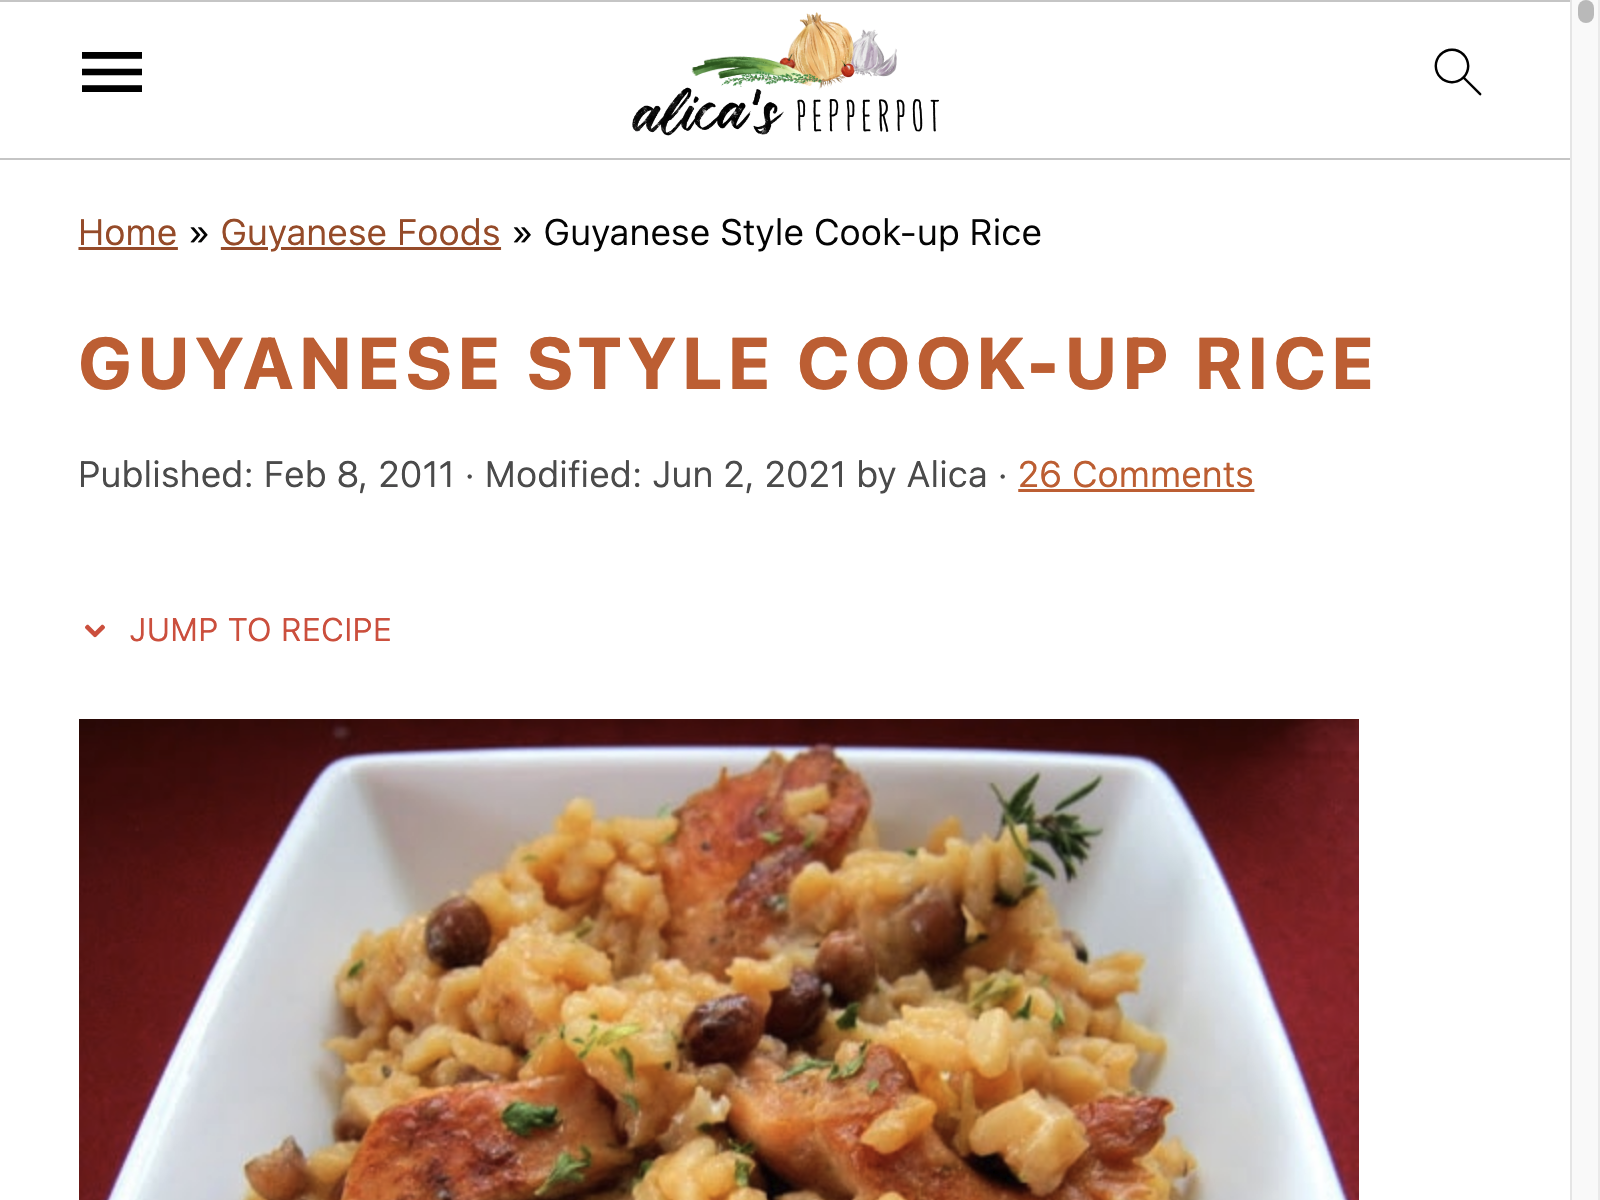 alica's PEPPERPOT
Home » Guyanese Foods » Guyanese Style Cook-up Rice
GUYANESE STYLE COOK-UP RICE
Published: Feb 8, 2011 · Modified: Jun 2, 2021 by Alica · 26 Comments
JUMP TO RECIPE